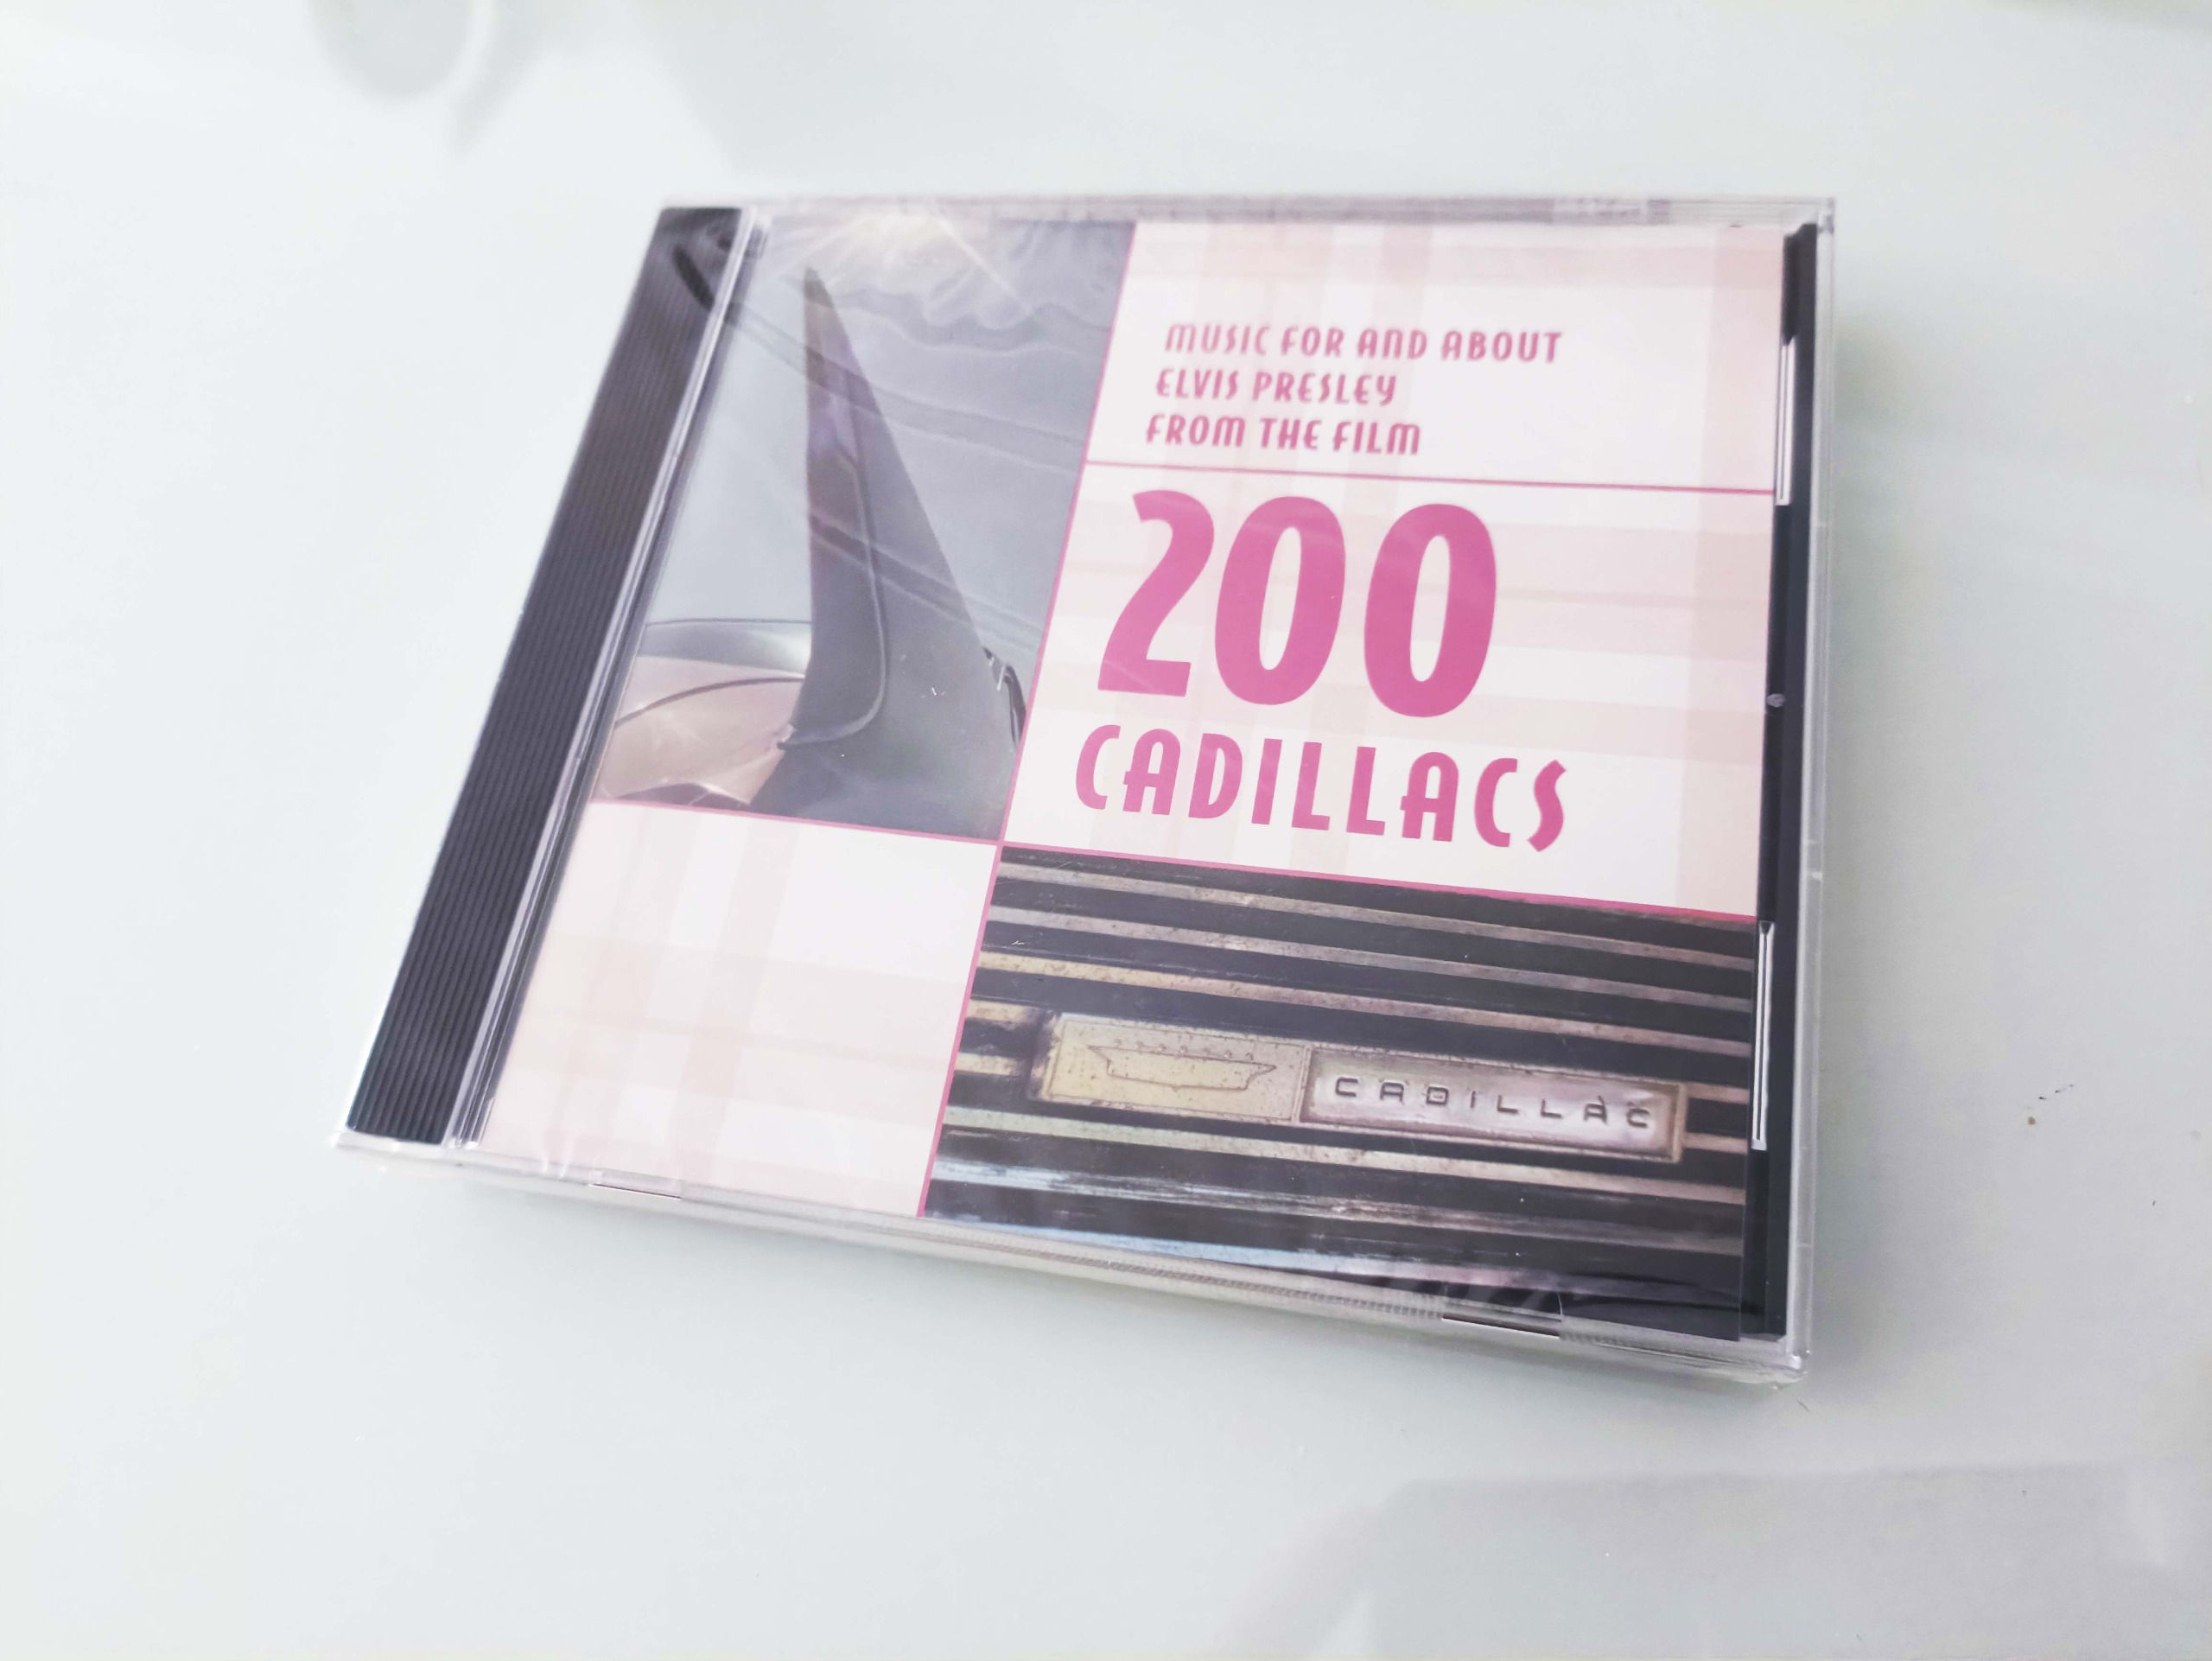 MUSIC FOR AND ABOUT
ELVIS PRESLEY
FROM THE FILM
200
CADILLACS
CADILLAC